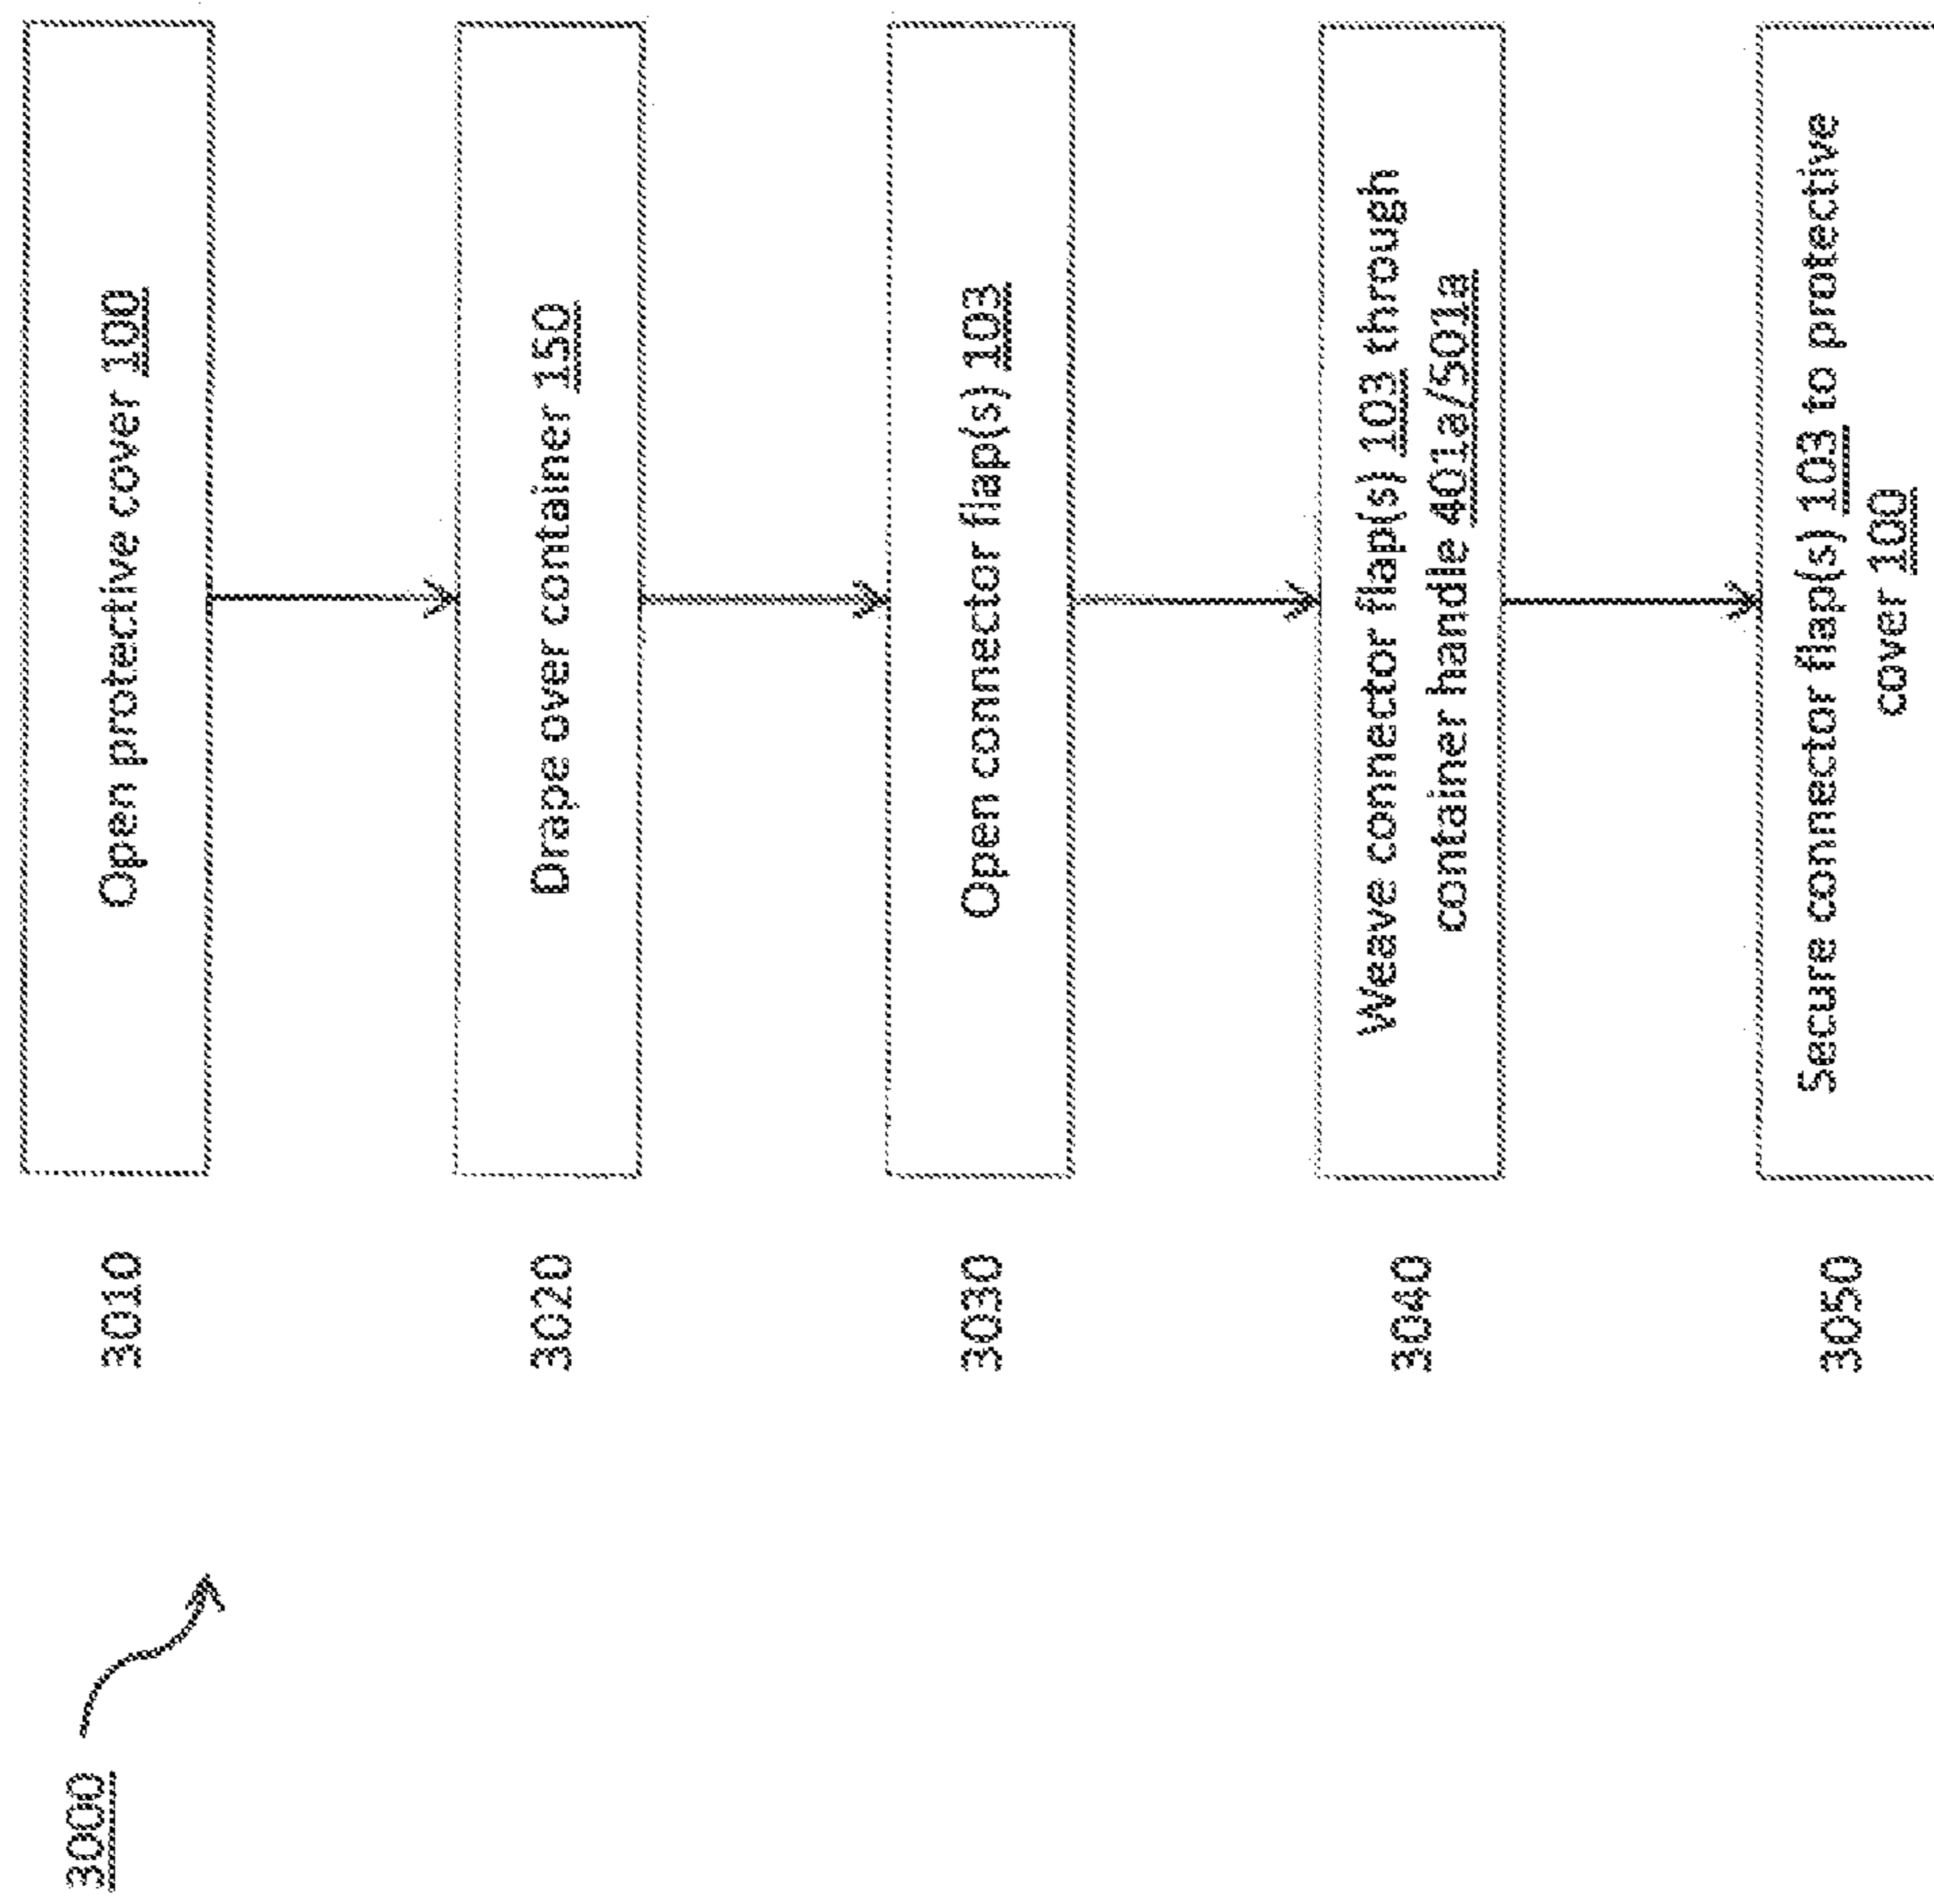 3000
3010
Open protective cover 100
3020
Drape over container 150
3030
Open connector flap(s) 103
3040
Weave connector flap(s) 103 through
container handle 401a/501a
3050
Secure connector flap(s) 103 to protective
cover 100